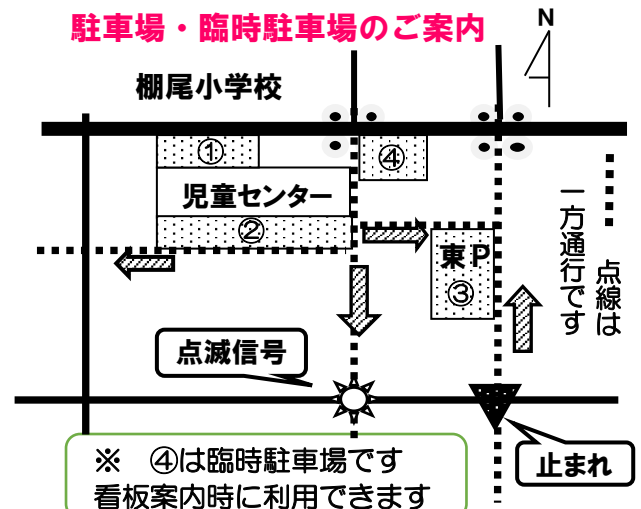 駐車場・臨時駐車場のご案内
N
棚尾小学校
①
④
児童センター
②
東P
③
点線は
一方通行です
点滅信号
止まれ
※ ④は臨時駐車場です
看板案内時に利用できます